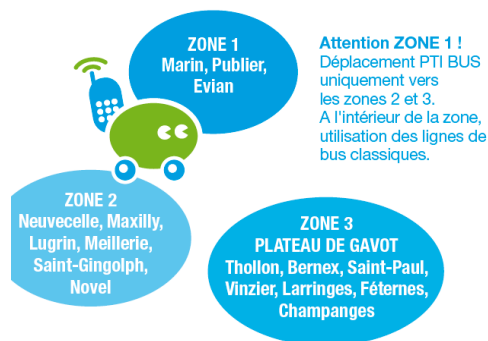 ZONE 1
Marin, Publier,
Evian
Attention ZONE 1 !
Déplacement PTI BUS
uniquement vers
les zones 2 et 3.
A l'intérieur de la zone,
utilisation des lignes de
bus classiques.
ZONE 2
Neuvecelle, Maxilly,
Lugrin, Meillerie,
Saint-Gingolph,
Novel
ZONE 3
PLATEAU DE GAVOT
Thollon, Bernex, Saint-Paul,
Vinzier, Larringes, Féternes,
Champanges